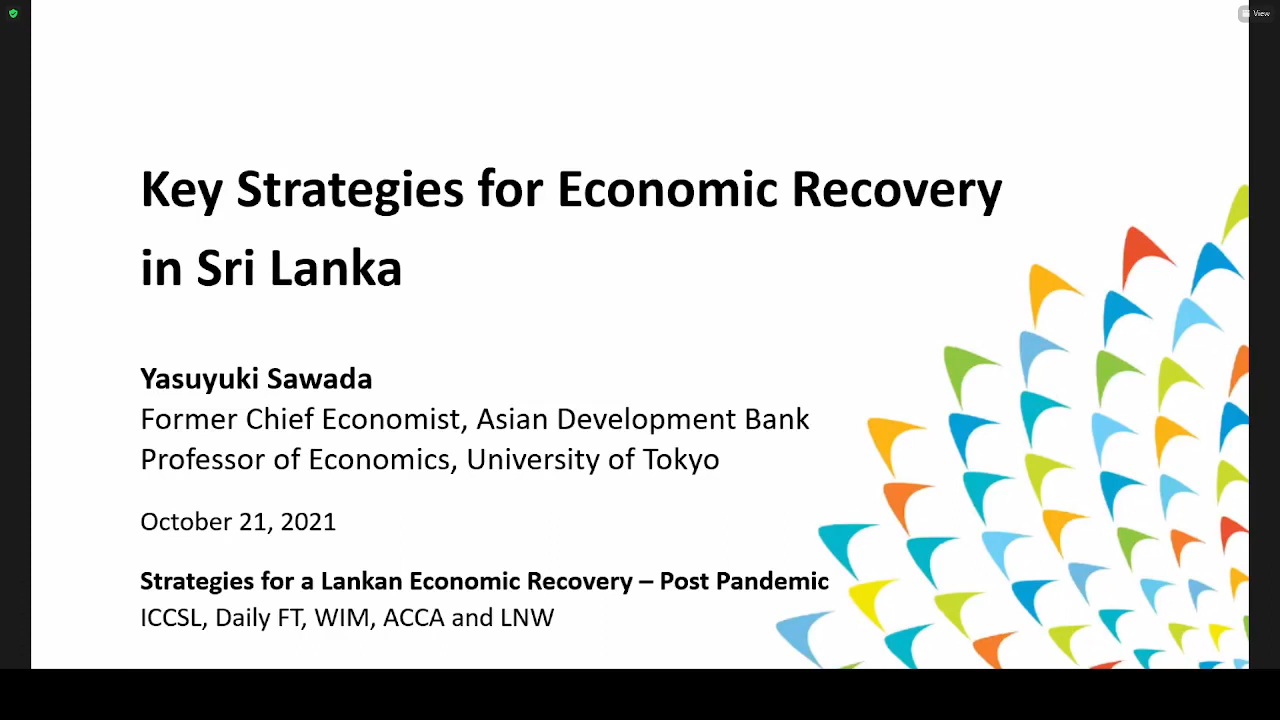 View
Key Strategies for Economic Recovery
in Sri Lanka
Yasuyuki Sawada
Former Chief Economist, Asian Development Bank
Professor of Economics, University of Tokyo
October 21, 2021
Strategies for a Lankan Economic Recovery – Post Pandemic
ICCSL, Daily FT, WIM, ACCA and LNW